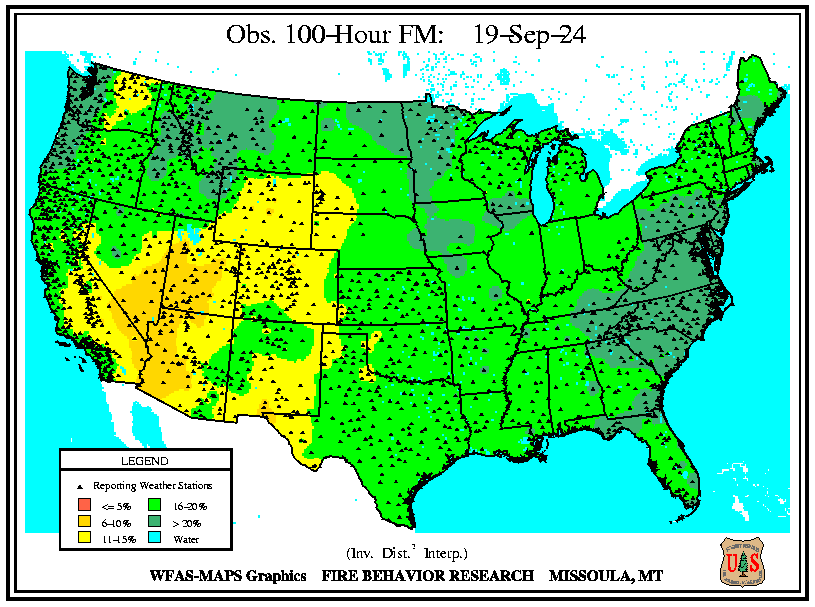 Obs. 100-Hour FM: 19-Sep-24
LEGEND
Reporting Weather Stations
<= 5% 16-20%
6-10% > 20%
11-15% Water
(Inv. Dist.² Interp.)
WFAS-MAPS Graphics FIRE BEHAVIOR RESEARCH MISSOULA, MT
U S